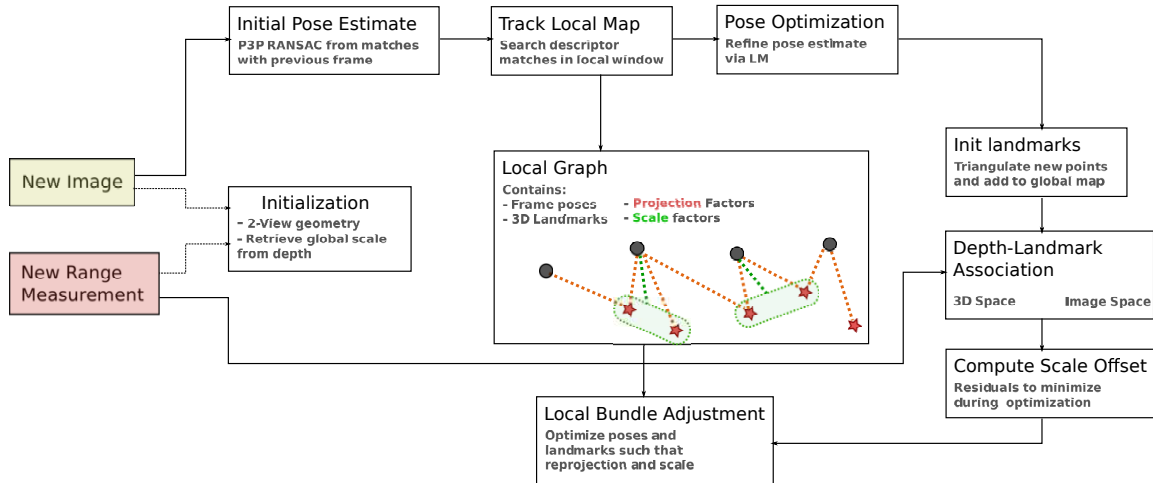 Initial Pose Estimate
P3P RANSAC from matches
with previous frame
Track Local Map
Search descriptor
matches in local window
Pose Optimization
Refine pose estimate
via LM
New Image
Initialization
– 2-View geometry
– Retrieve global scale
from depth
New Range
Measurement
Local Graph
Contains:
- Frame poses
- 3D Landmarks
- Projection Factors
- Scale factors
Init landmarks
Triangulate new points
and add to global map
Depth-Landmark
Association
3D Space
Image Space
Compute Scale Offset
Residuals to minimize
during optimization
Local Bundle Adjustment
Optimize poses and
landmarks such that
reprojection and scale